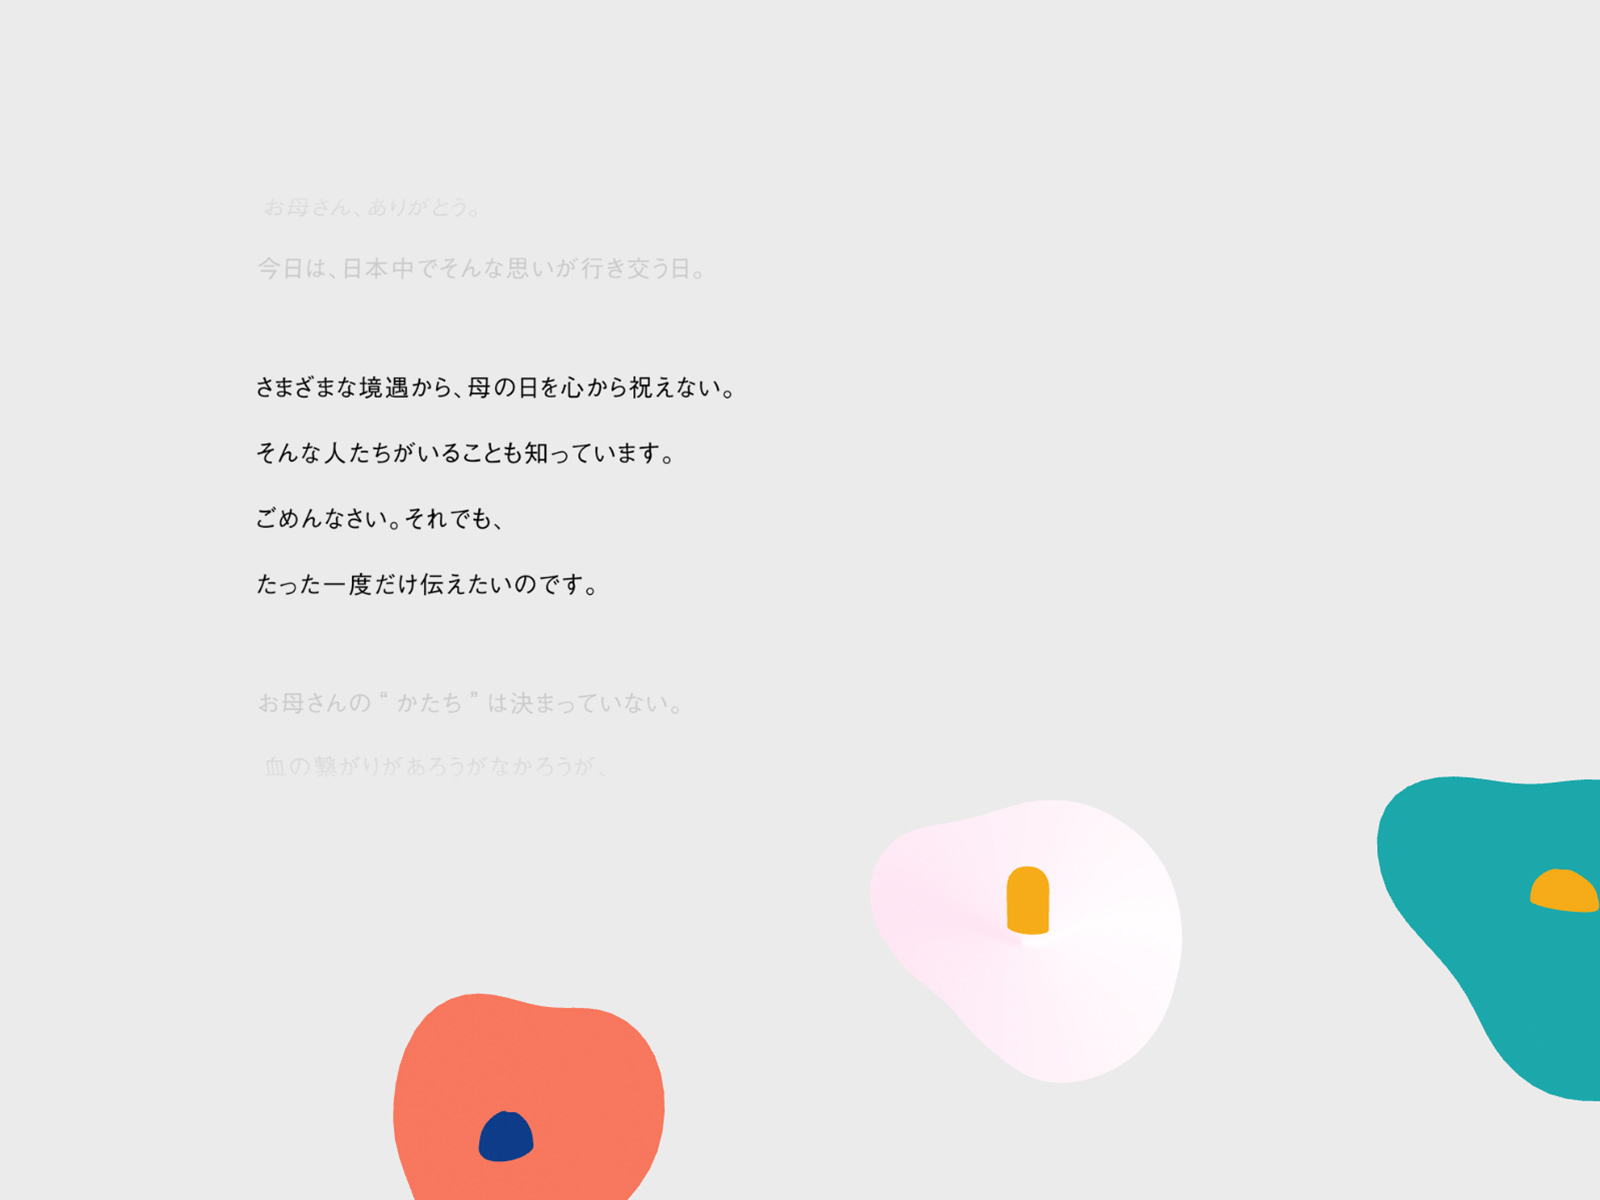 お母さん、ありがとう。
今日は、日本中でそんな思いが行き交う日。
さまざまな境遇から、母の日を心から祝えない。
そんな人たちがいることも知っています。
ごめんなさい。それでも、
たった一度だけ伝えたいのです。
お母さんの “ かたち ” は決まっていない。
血の繋がりがあろうがなかろうが、